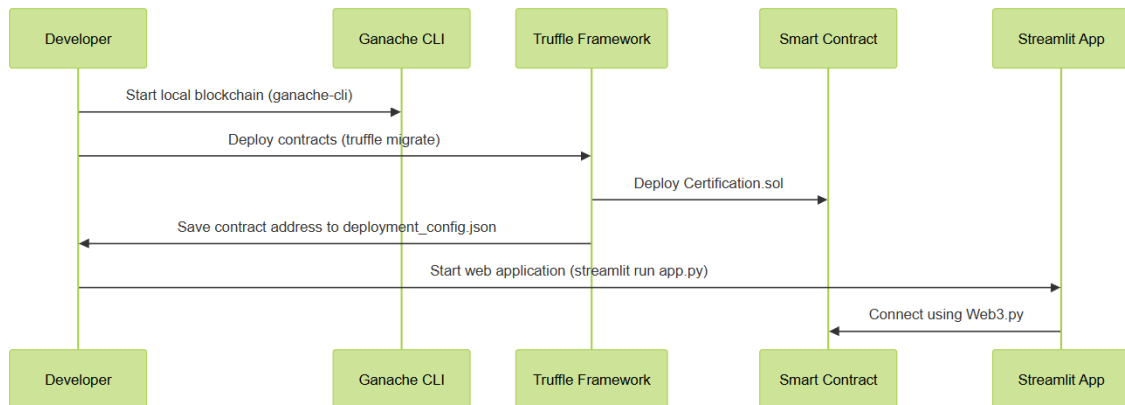 Developer
Ganache CLI
Truffle Framework
Smart Contract
Streamlit App
Start local blockchain (ganache-cli)
Deploy contracts (truffle migrate)
Deploy Certification.sol
Save contract address to deployment_config.json
Start web application (streamlit run app.py)
Connect using Web3.py
Developer
Ganache CLI
Truffle Framework
Smart Contract
Streamlit App